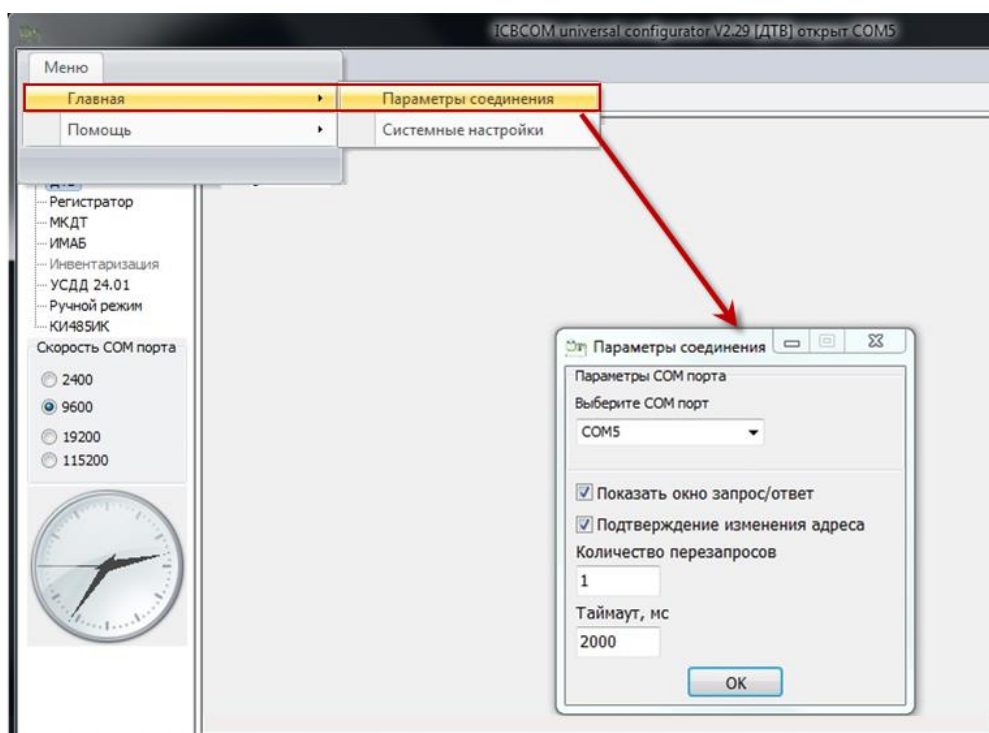 ICBCOM universal configurator V2.29 [ДТВ] открыт COM5
Меню
Главная
Параметры соединения
Помощь
Системные настройки
ДТВ
Регистратор
МКДТ
ИМАБ
Инвентаризация
УСДД 24.01
Ручной режим
КИ485ИК
Скорость COM порта
2400
9600
19200
115200
Параметры соединения
Параметры COM порта
Выберите COM порт
COM5
Показать окно запрос/ответ
Подтверждение изменения адреса
Количество перезапросов
1
Таймаут, мс
2000
OK